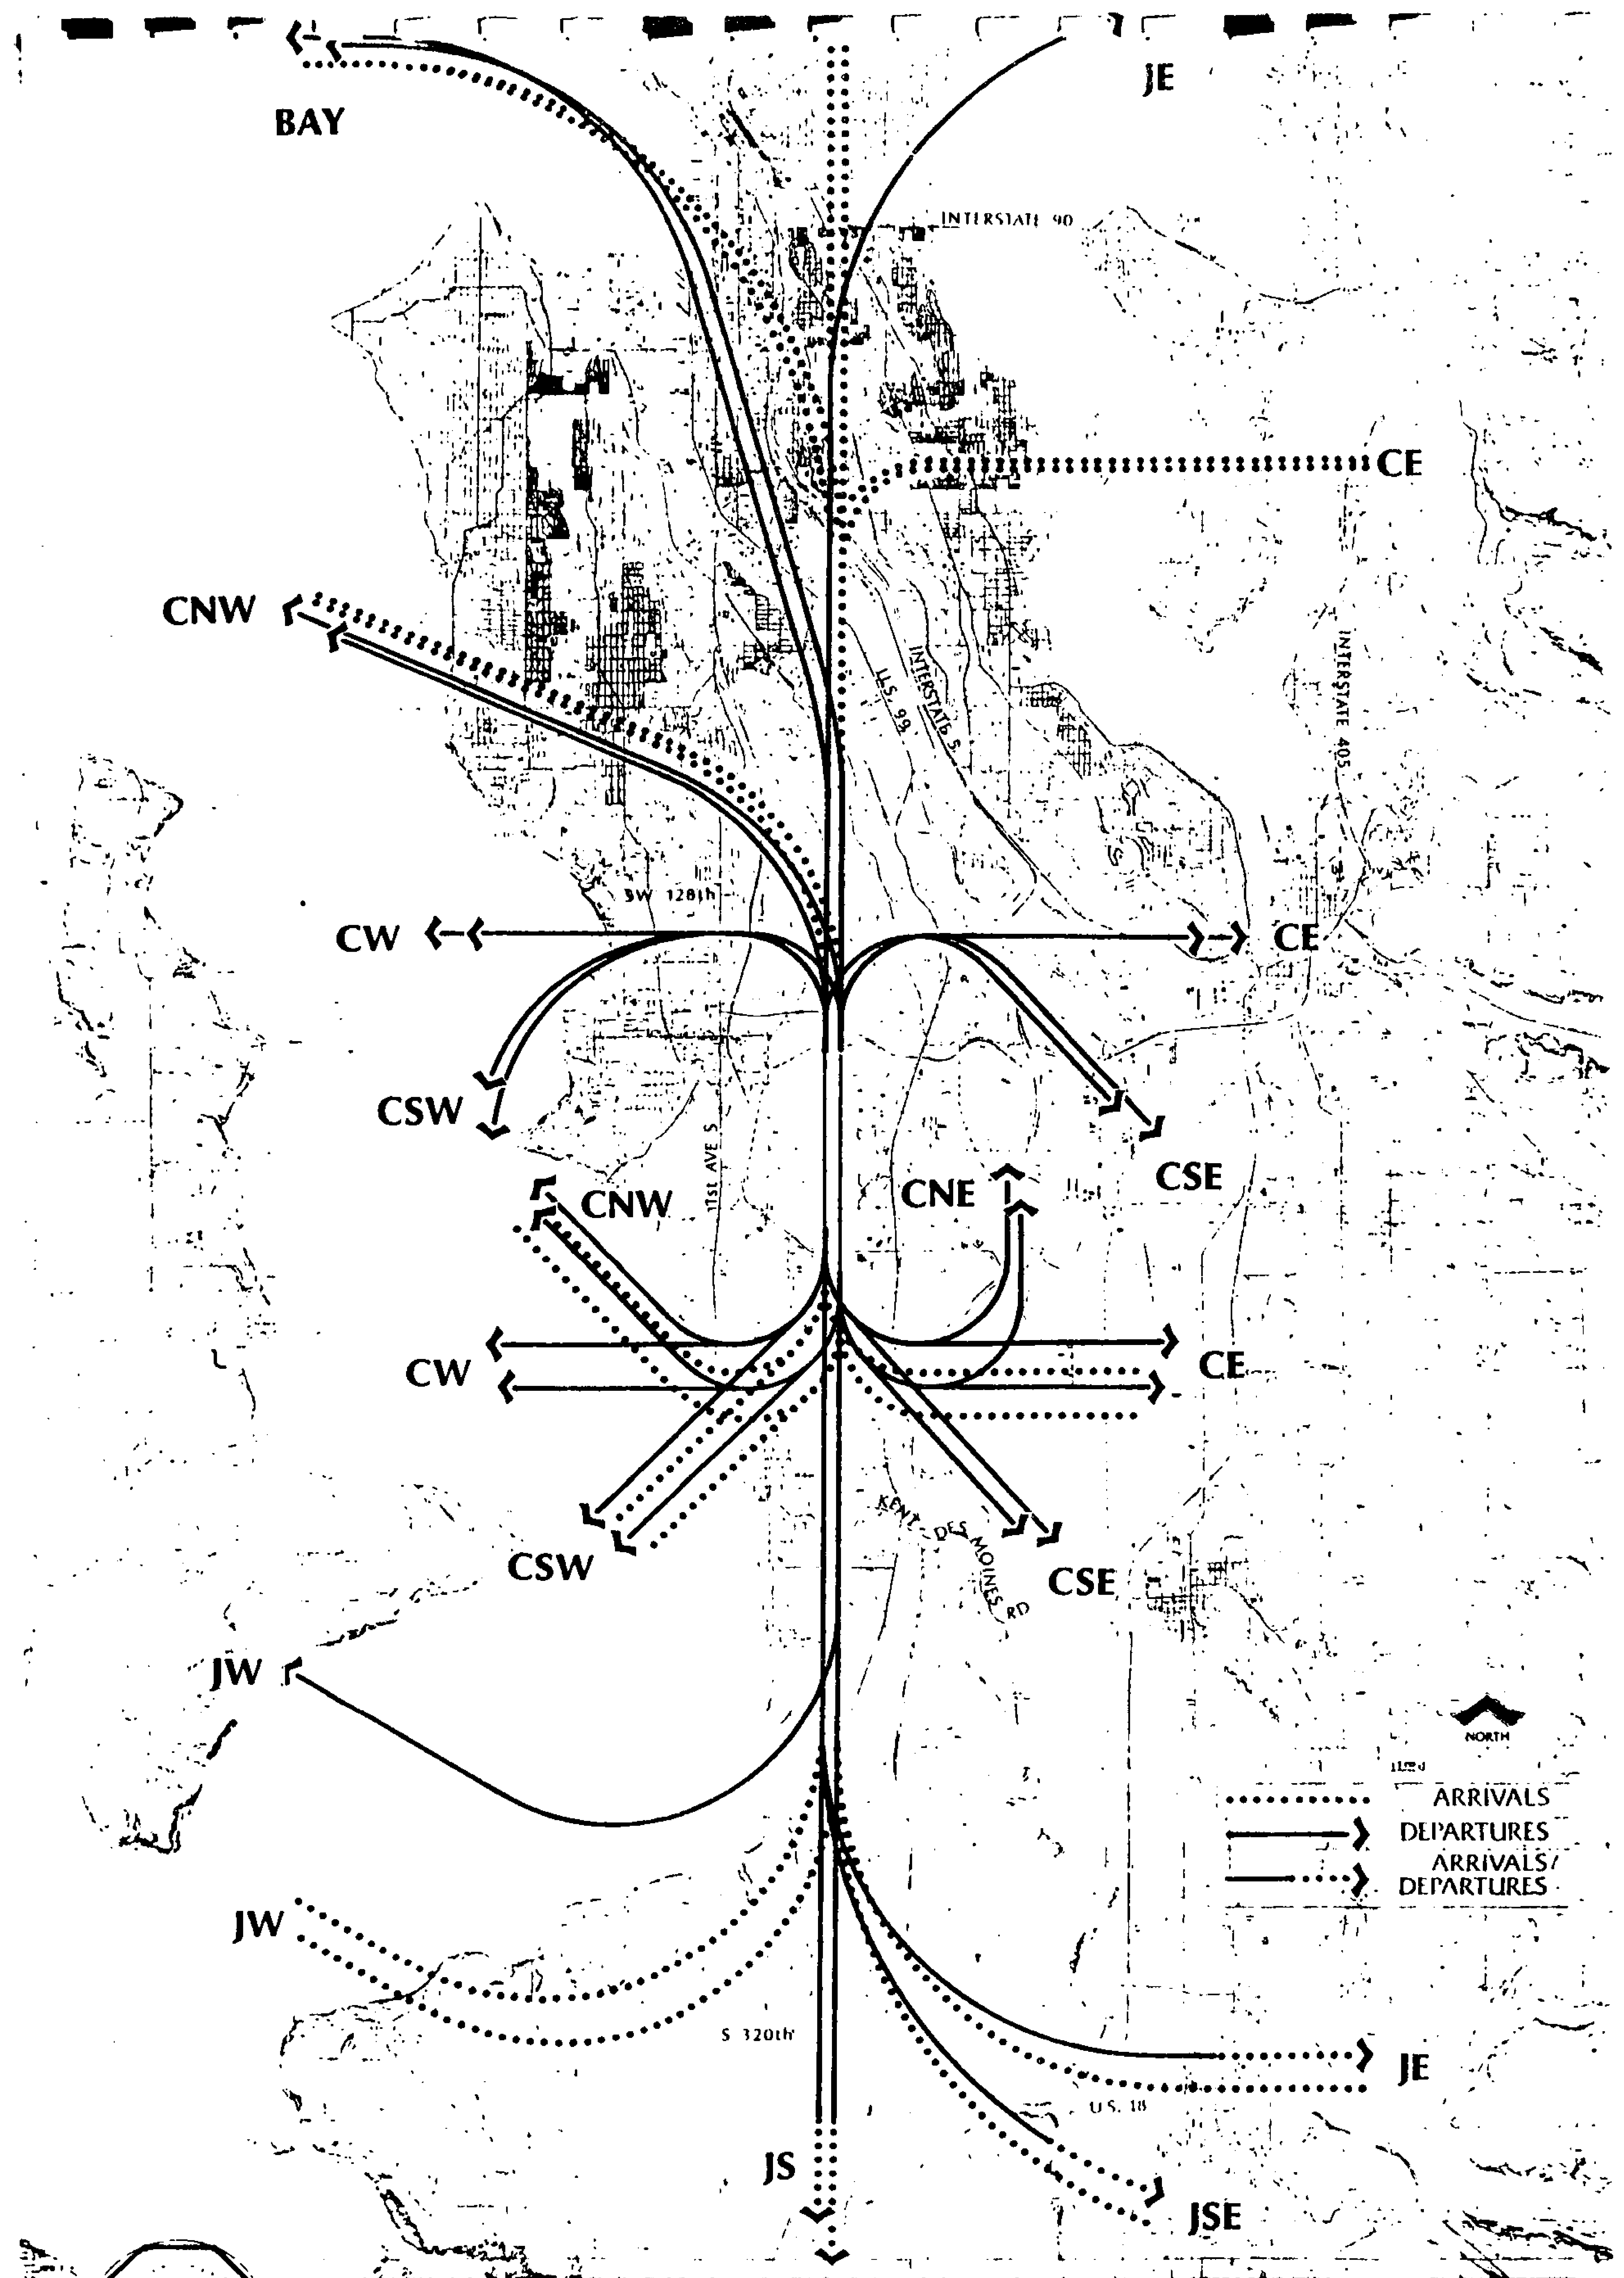 JE
BAY
INTERSTATE 90
CE
CNW
INTERSTATE 405
U.S. 99
INTERSTATE 5
SW 128th
CW
CE
CSW
1st AVE S
CSE
CNW
CNE
CW
CE
KENT - DES MOINES RD
CSW
CSE
JW
NORTH
ARRIVALS
DEPARTURES
ARRIVALS/
DEPARTURES
JW
S 320th
JE
U.S. 18
JS
JSE